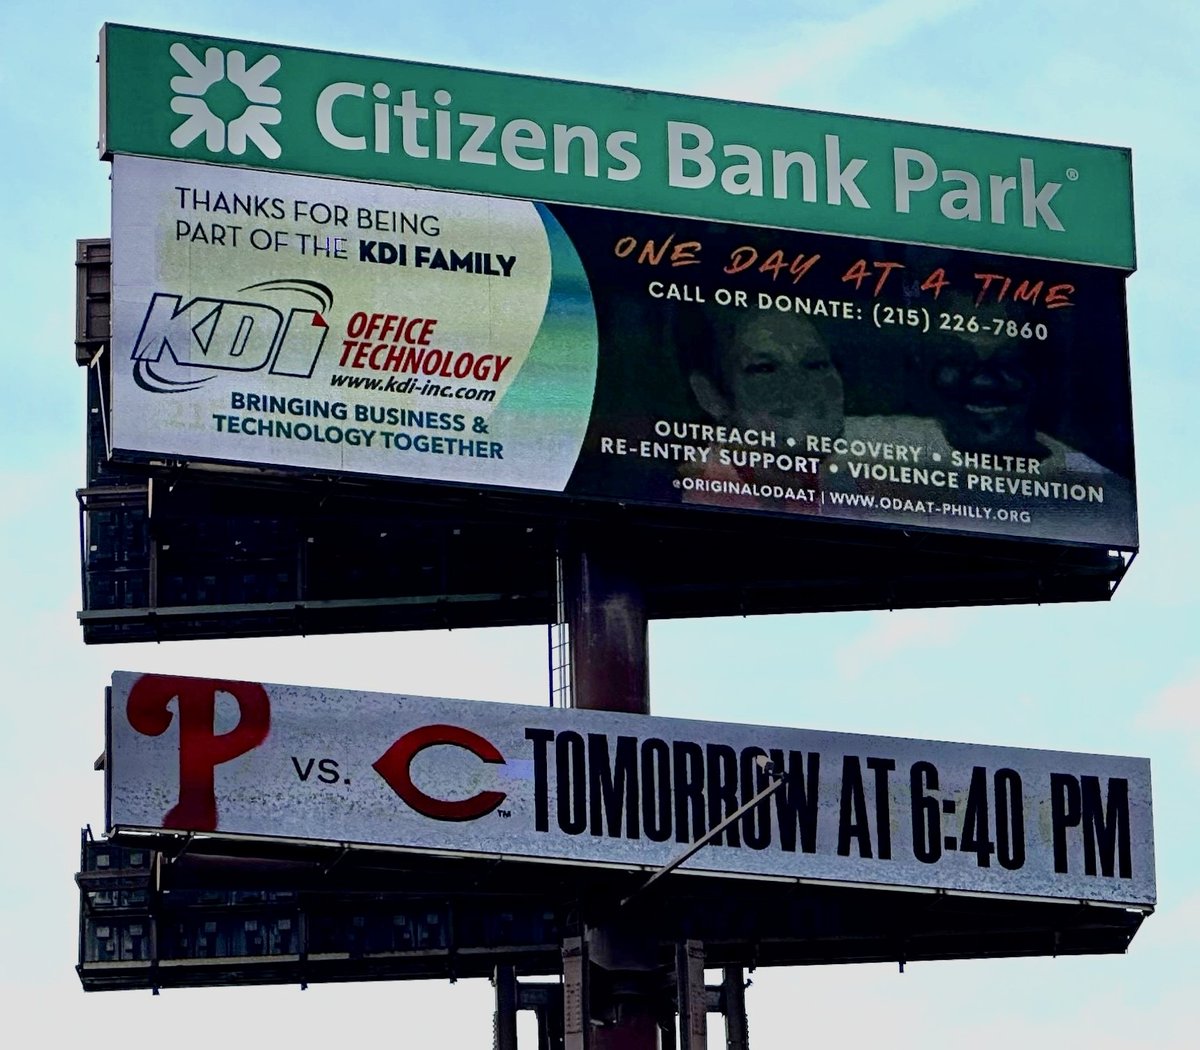 Citizens Bank Park®
THANKS FOR BEING
PART OF THE KDI FAMILY
KDI OFFICE
TECHNOLOGY
www.kdi-inc.com
BRINGING BUSINESS &
TECHNOLOGY TOGETHER
ONE DAY AT A TIME
CALL OR DONATE: (215) 226-7860
OUTREACH • RECOVERY • SHELTER
RE-ENTRY SUPPORT • VIOLENCE PREVENTION
@ORIGINALODAAT | WWW.ODAAT-PHILLY.ORG
P vs. C™ TOMORROW AT 6:40 PM